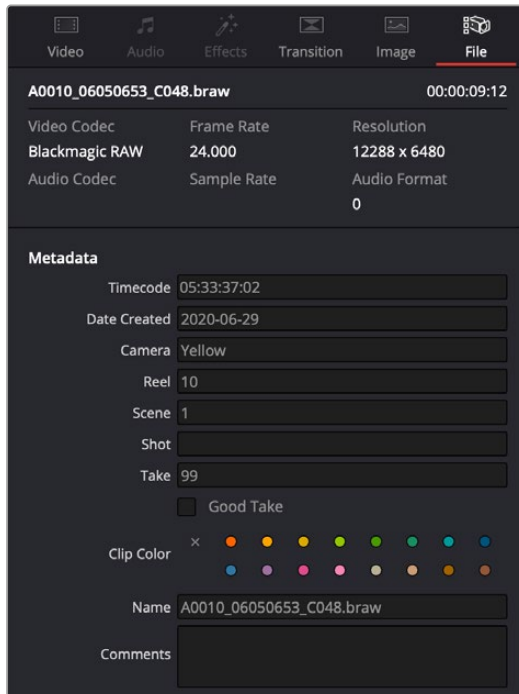 Video Audio Effects Transition Image File
A0010_06050653_C048.braw 00:00:09:12
Video Codec Frame Rate Resolution
Blackmagic RAW 24.000 12288 x 6480
Audio Codec Sample Rate Audio Format
0
Metadata
Timecode 05:33:37:02
Date Created 2020-06-29
Camera Yellow
Reel 10
Scene 1
Shot
Take 99
Good Take
Clip Color
Name A0010_06050653_C048.braw
Comments